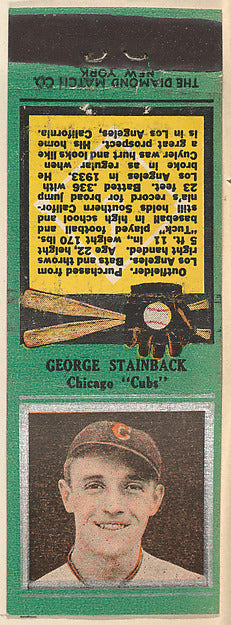 THE DIAMOND MATCH CO.
NEW YORK
Outfielder. Purchased from
Los Angeles. Bats and throws
right handed. Age 22, height
5 ft. 11 in., weight 170 lbs.
"Tuck" played football and
baseball in high school and
still holds Southern Califor-
nia's record for broad jump
23 feet. Batted .336 with
Los Angeles in 1933. He
broke in as regular when
Cuyler was hurt and looks like
a great prospect. His home
is in Los Angeles, California.
GEORGE STAINBACK
Chicago "Cubs"
C